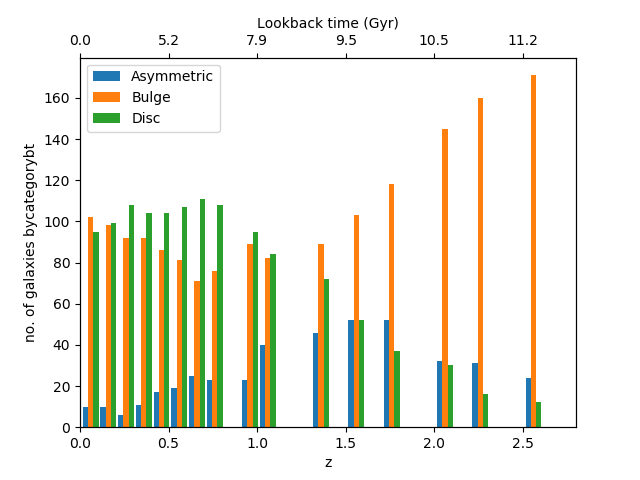 Lookback time (Gyr)
0.0 5.2 7.9 9.5 10.5 11.2
Asymmetric
Bulge
Disc
160
140
120
100
80
60
40
20
0
no. of galaxies bycategorybt
0.0 0.5 1.0 1.5 2.0 2.5
z